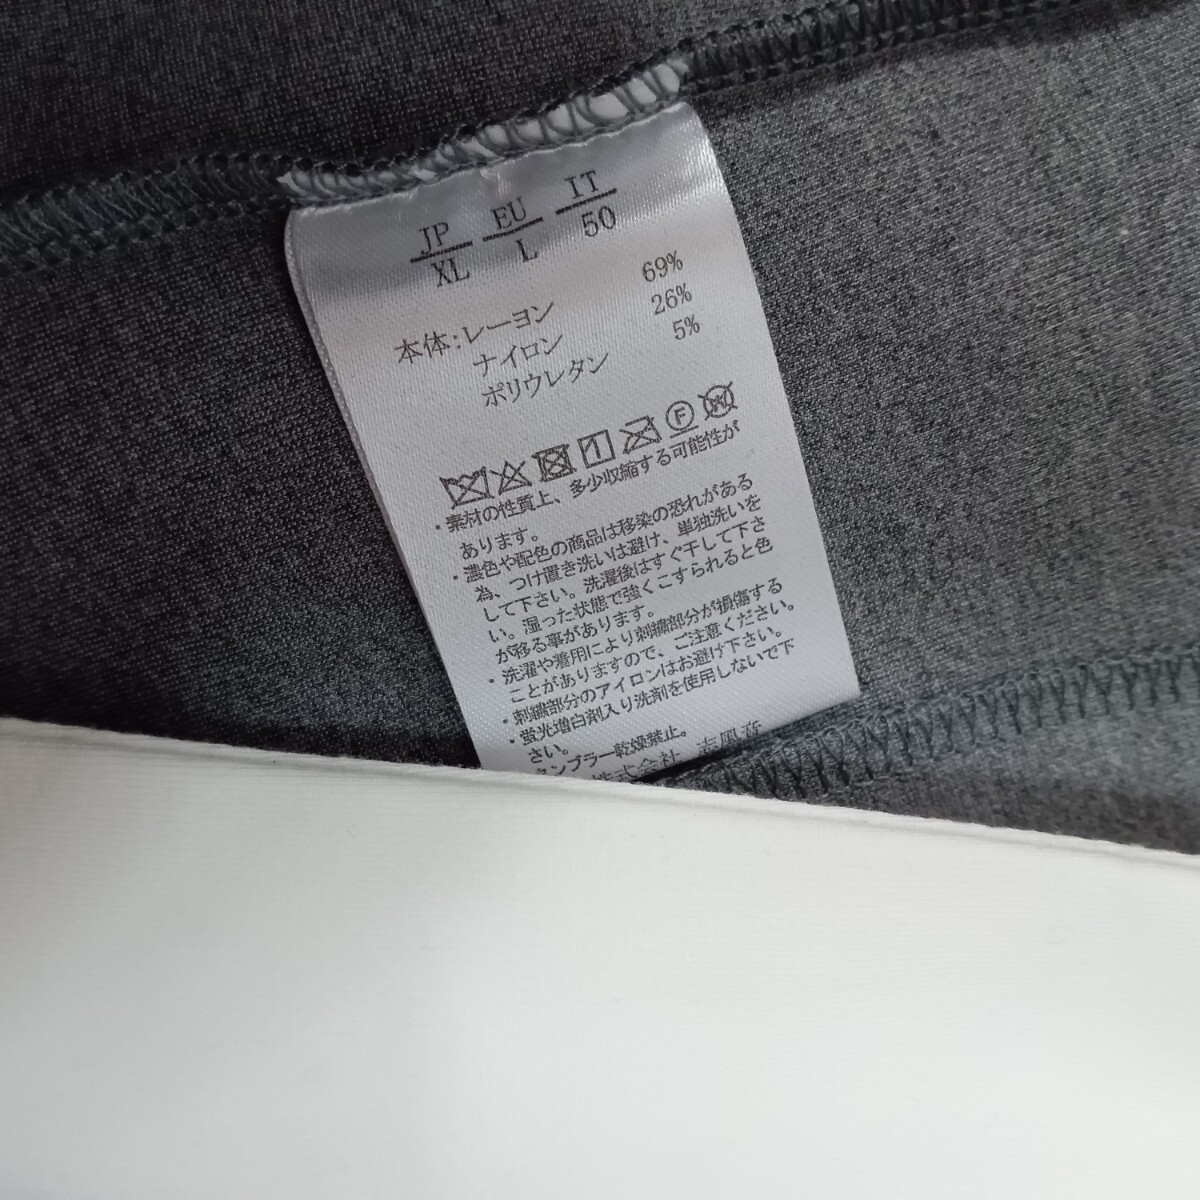 JP EU IT
XL L 50
本体:レーヨン 69%
ナイロン 26%
ポリウレタン 5%
・素材の性質上、多少収縮する可能性が
あります。
・濃色や配色の商品は移染の恐れがある
為、つけ置き洗いは避け、単独洗いを
して下さい。洗濯後はすぐ干して下さ
い。湿った状態で強くこすられると色
が移る事があります。
・洗濯や着用により刺繍部分が損傷する
ことがありますので、ご注意ください。
・刺繍部分のアイロンはお避け下さい。
・蛍光増白剤入り洗剤を使用しないで下
さい。
タンブラー乾燥禁止。
株式会社